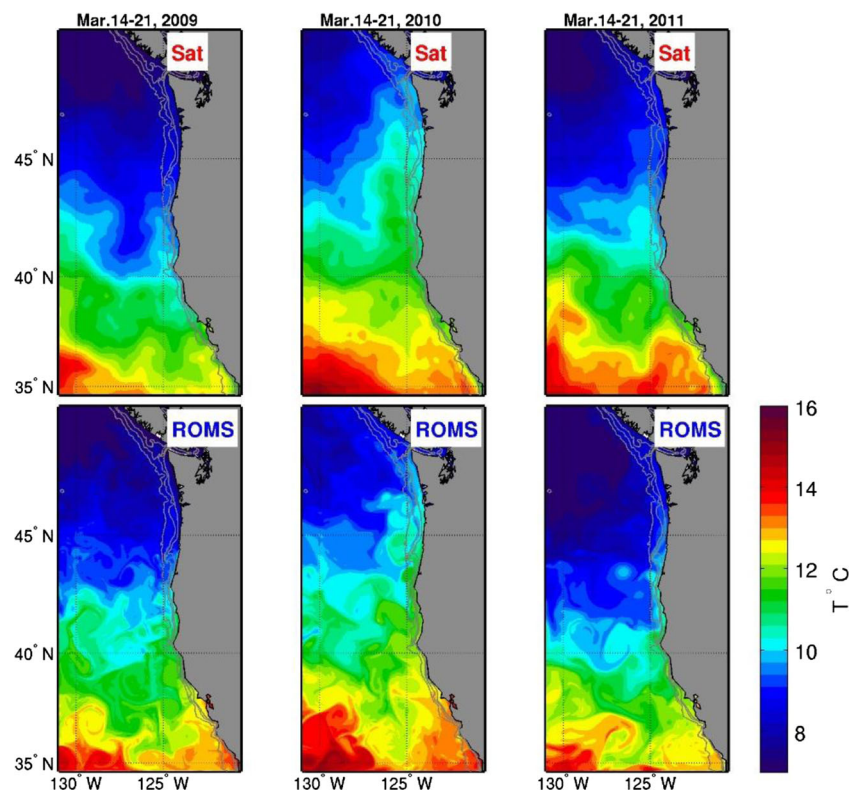 Mar.14-21, 2009
Mar.14-21, 2010
Mar.14-21, 2011
Sat
Sat
Sat
45° N
40° N
35° N
ROMS
ROMS
ROMS
45° N
40° N
35° N
130° W
125° W
130° W
125° W
130° W
125° W
16
14
12
10
8
T °C